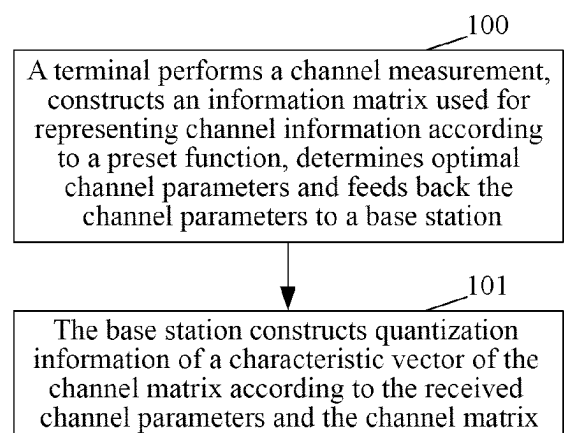 100
A terminal performs a channel measurement,
constructs an information matrix used for
representing channel information according
to a preset function, determines optimal
channel parameters and feeds back the
channel parameters to a base station
101
The base station constructs quantization
information of a characteristic vector of the
channel matrix according to the received
channel parameters and the channel matrix